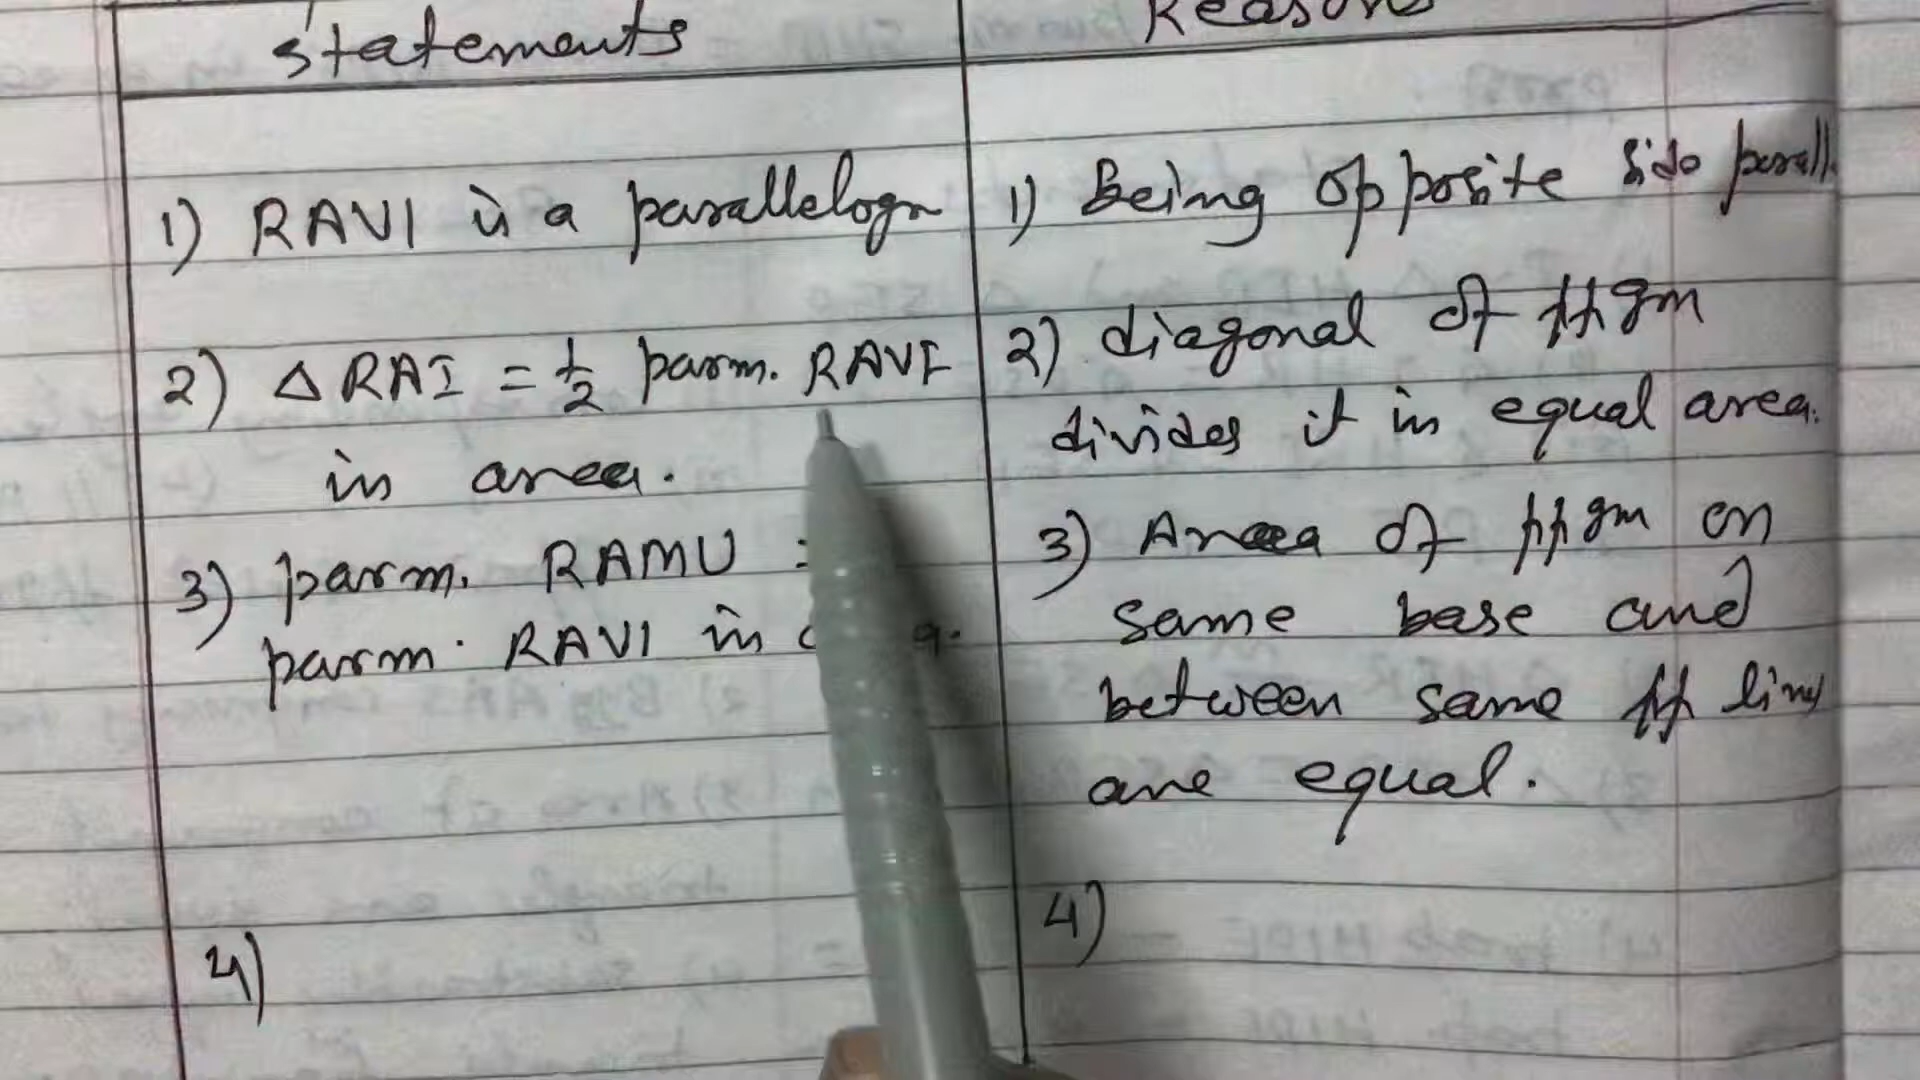 Statements
Reasons
1) RAVI is a parallelogr
2) △ RAI = 1/2 parm. RAVI
in area.
3) parm. RAMU =
parm. RAVI in
4)
1) Being opposite side parall
2) diagonal of ||gm
divides it in equal area.
3) Area of ||gm on
same base and
between same || lines
are equal.
4)